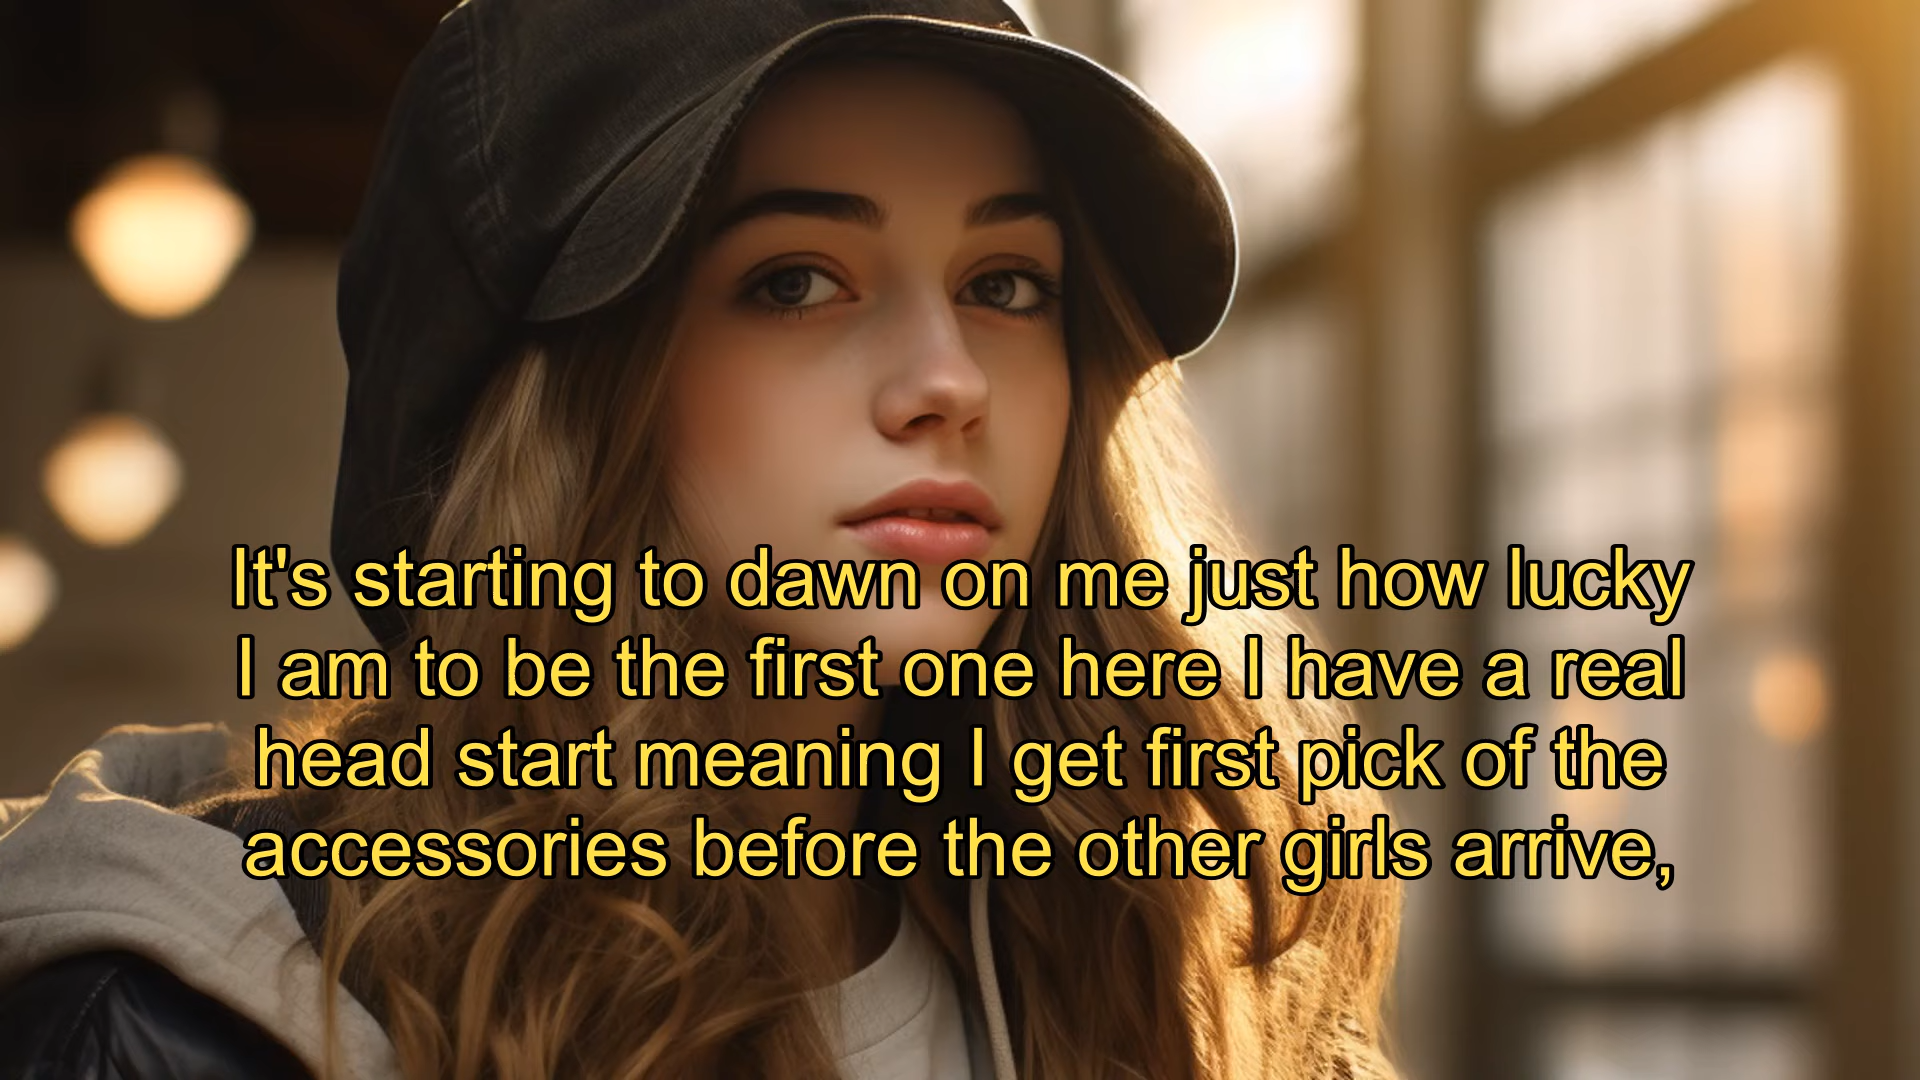 It's starting to dawn on me just how lucky
I am to be the first one here I have a real
head start meaning I get first pick of the
accessories before the other girls arrive,